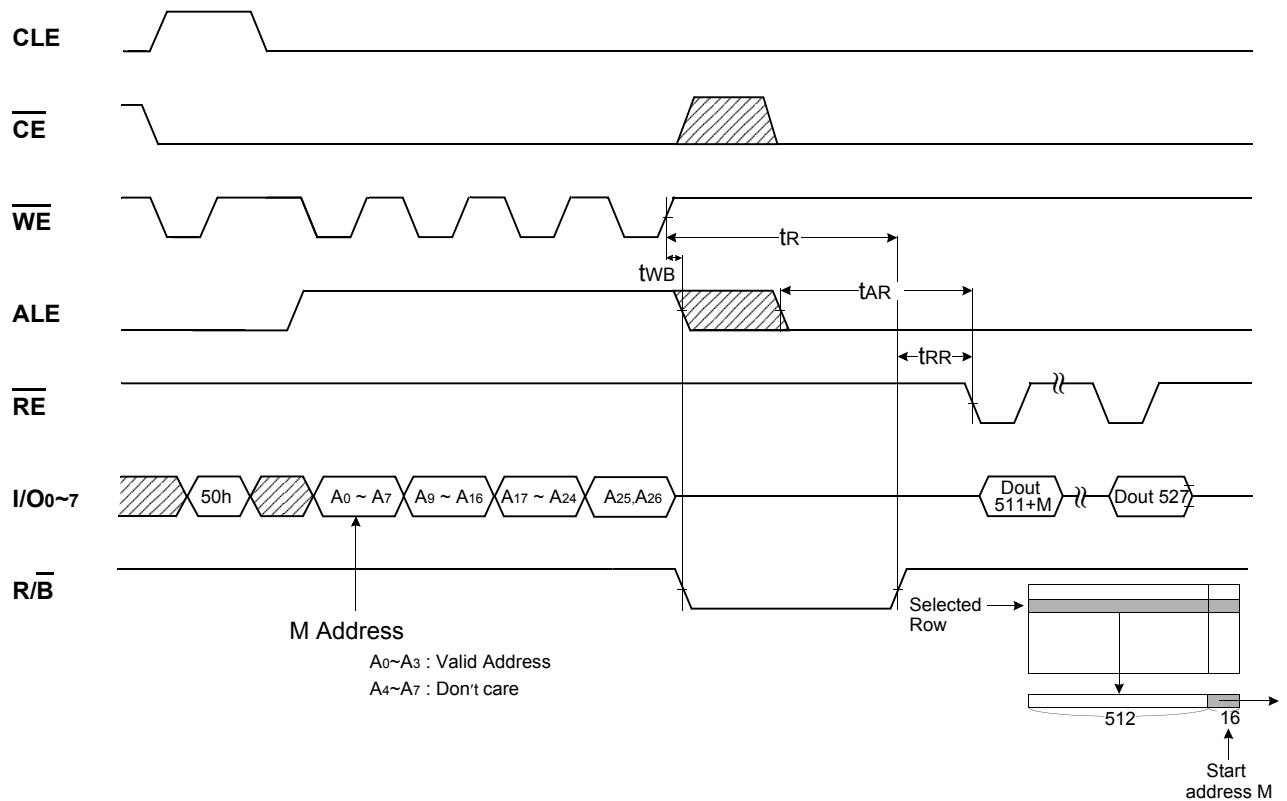 CLE
CE
WE
tR
tWB
tAR
ALE
tRR
RE
I/O0~7
50h
A0 ~ A7
A9 ~ A16
A17 ~ A24
A25,A26
Dout
511+M
Dout 527
R/B
M Address
A0~A3 : Valid Address
A4~A7 : Don't care
Selected
Row
512
16
Start
address M